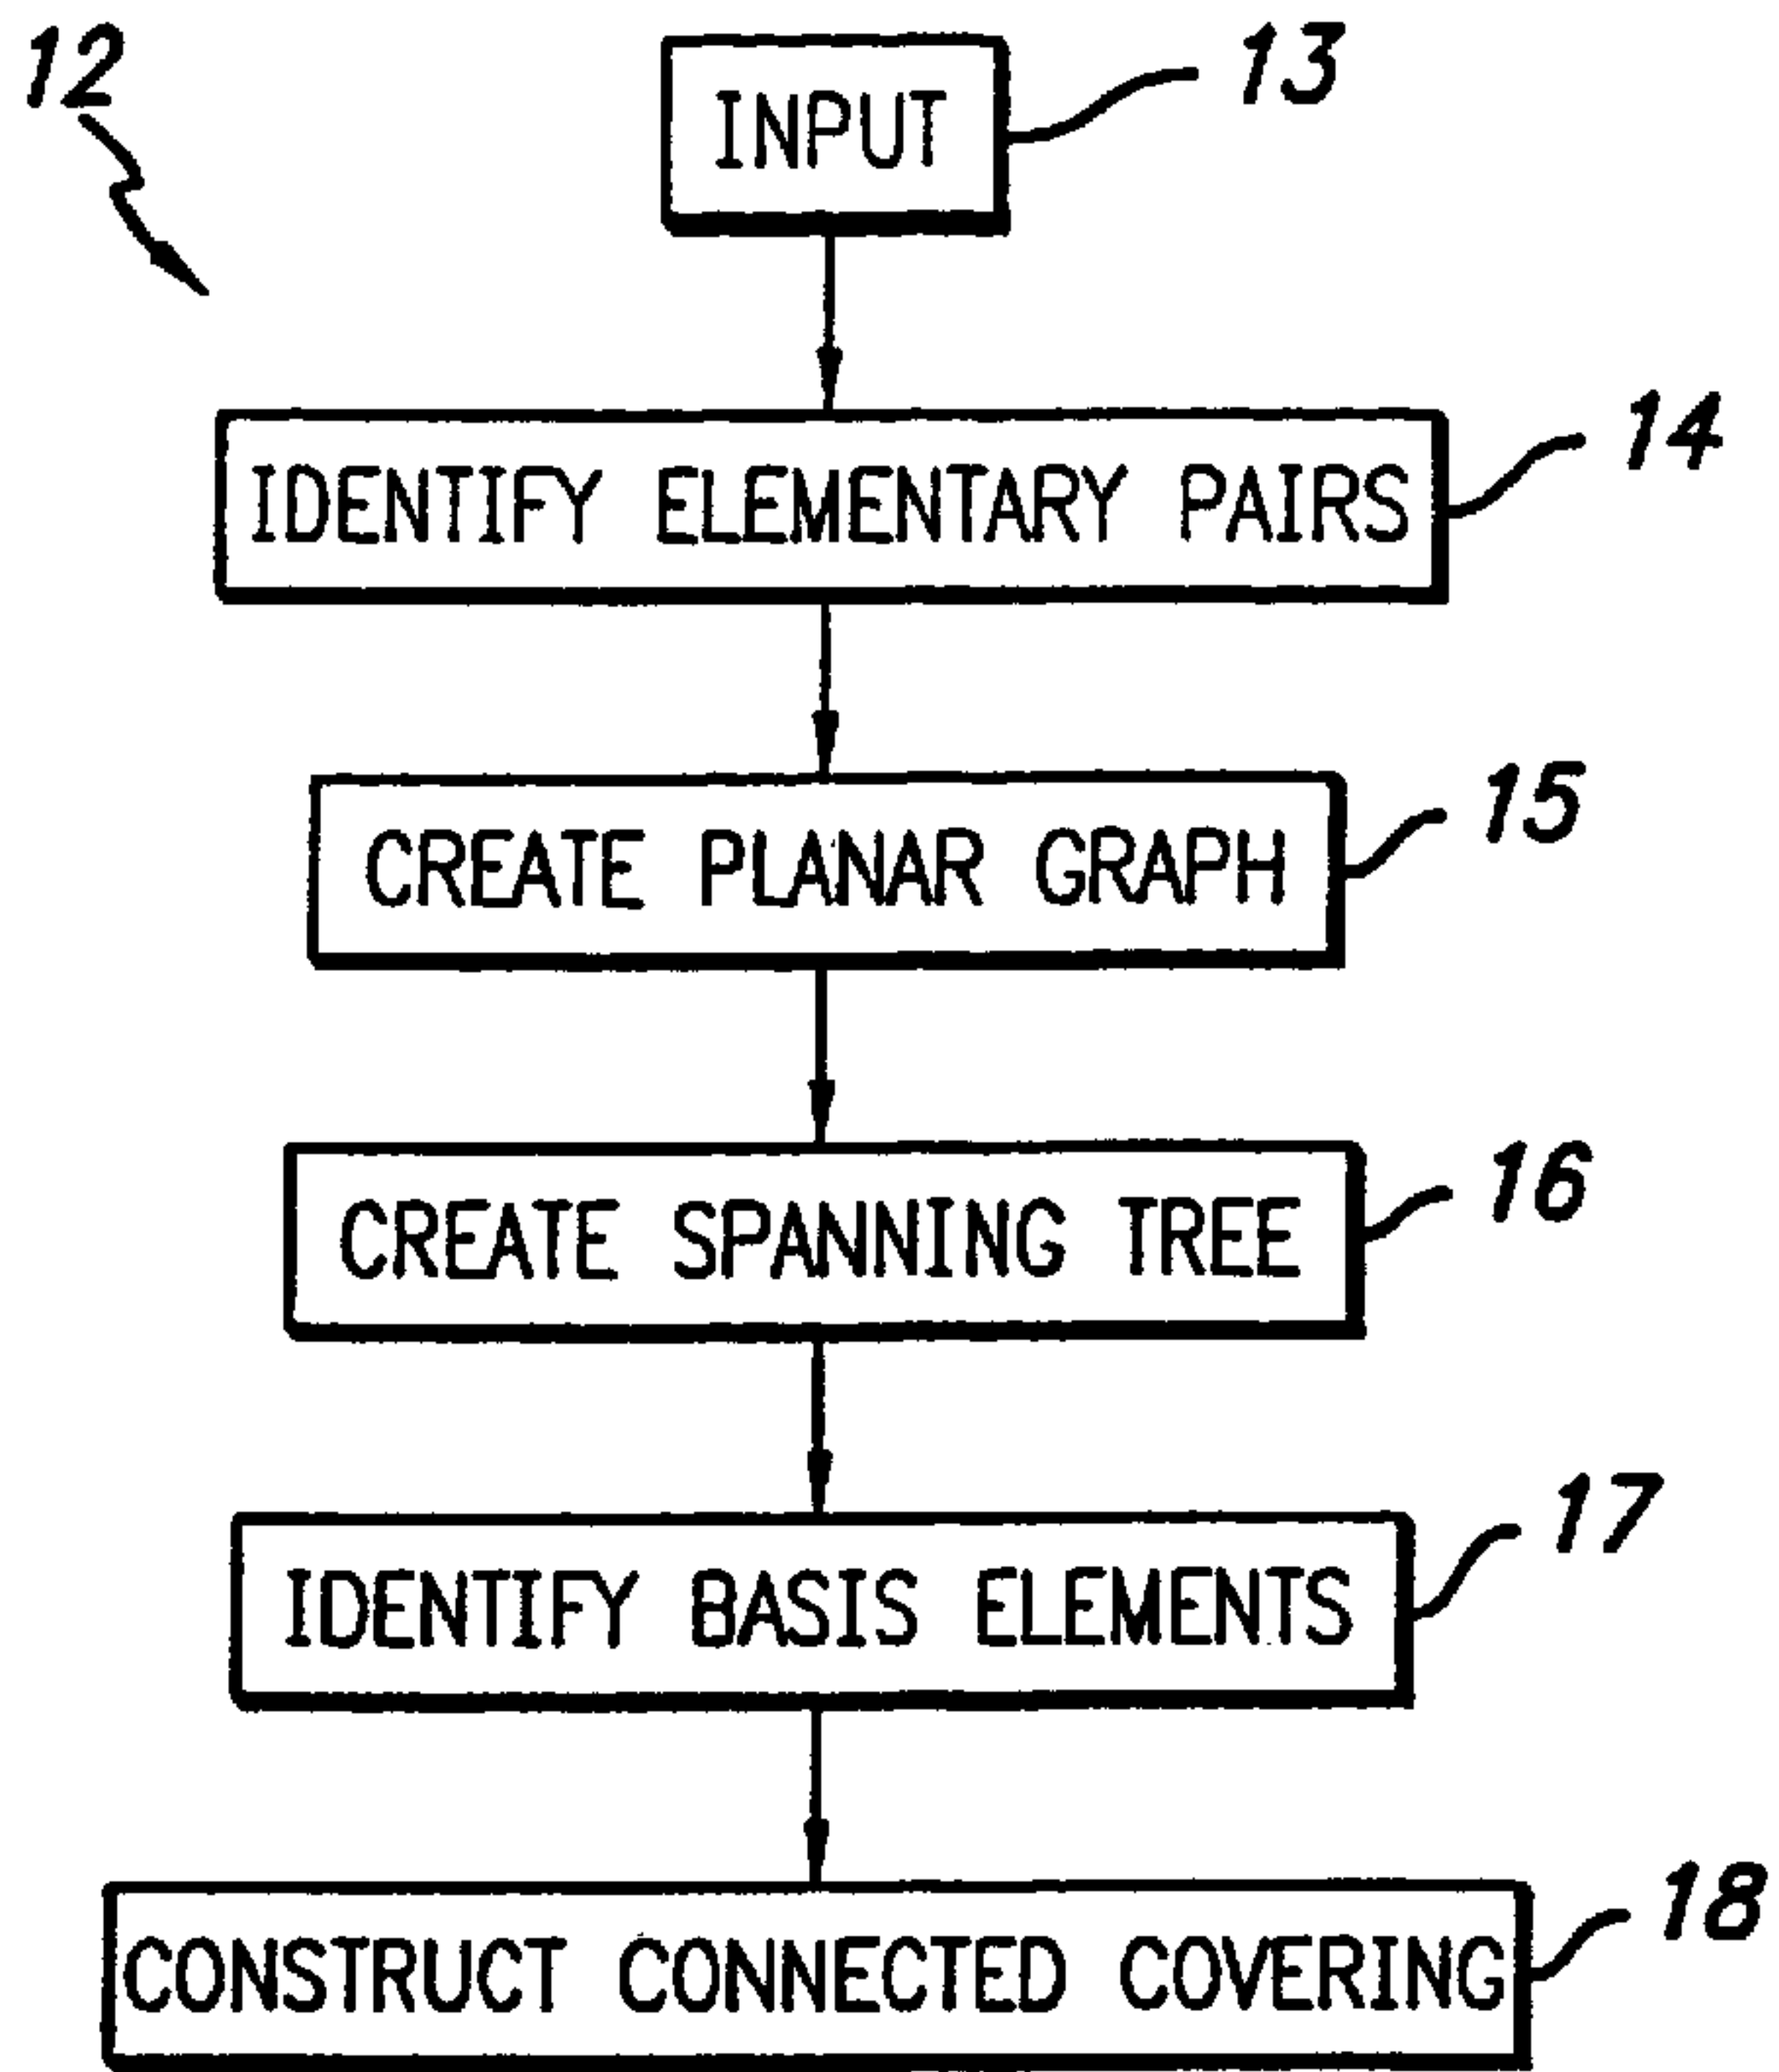 12
INPUT
13
IDENTIFY ELEMENTARY PAIRS
14
CREATE PLANAR GRAPH
15
CREATE SPANNING TREE
16
IDENTIFY BASIS ELEMENTS
17
CONSTRUCT CONNECTED COVERING
18